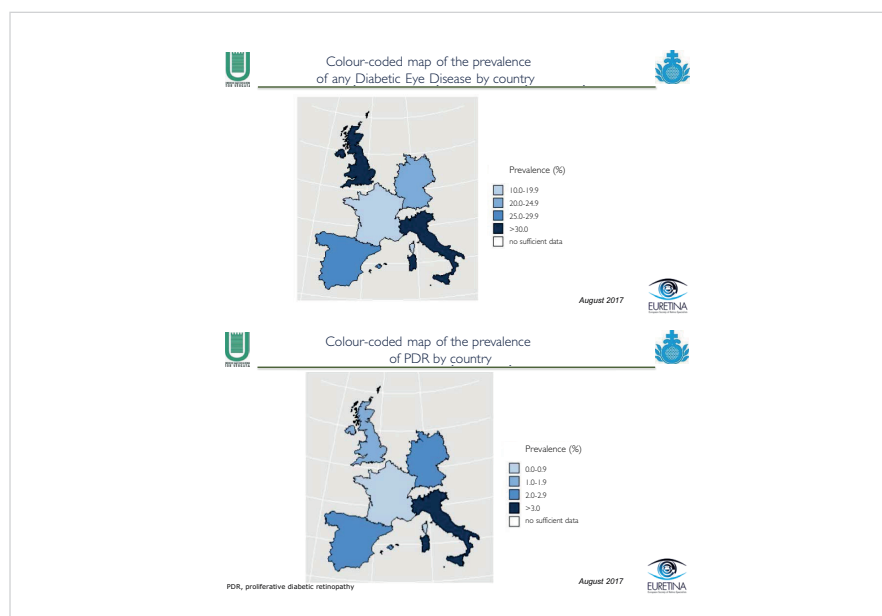 Colour-coded map of the prevalence
of any Diabetic Eye Disease by country
Prevalence (%)
10.0-19.9
20.0-24.9
25.0-29.9
>30.0
no sufficient data
August 2017
EURETINA
Colour-coded map of the prevalence
of PDR by country
Prevalence (%)
0.0-0.9
1.0-1.9
2.0-2.9
>3.0
no sufficient data
August 2017
EURETINA
PDR, proliferative diabetic retinopathy